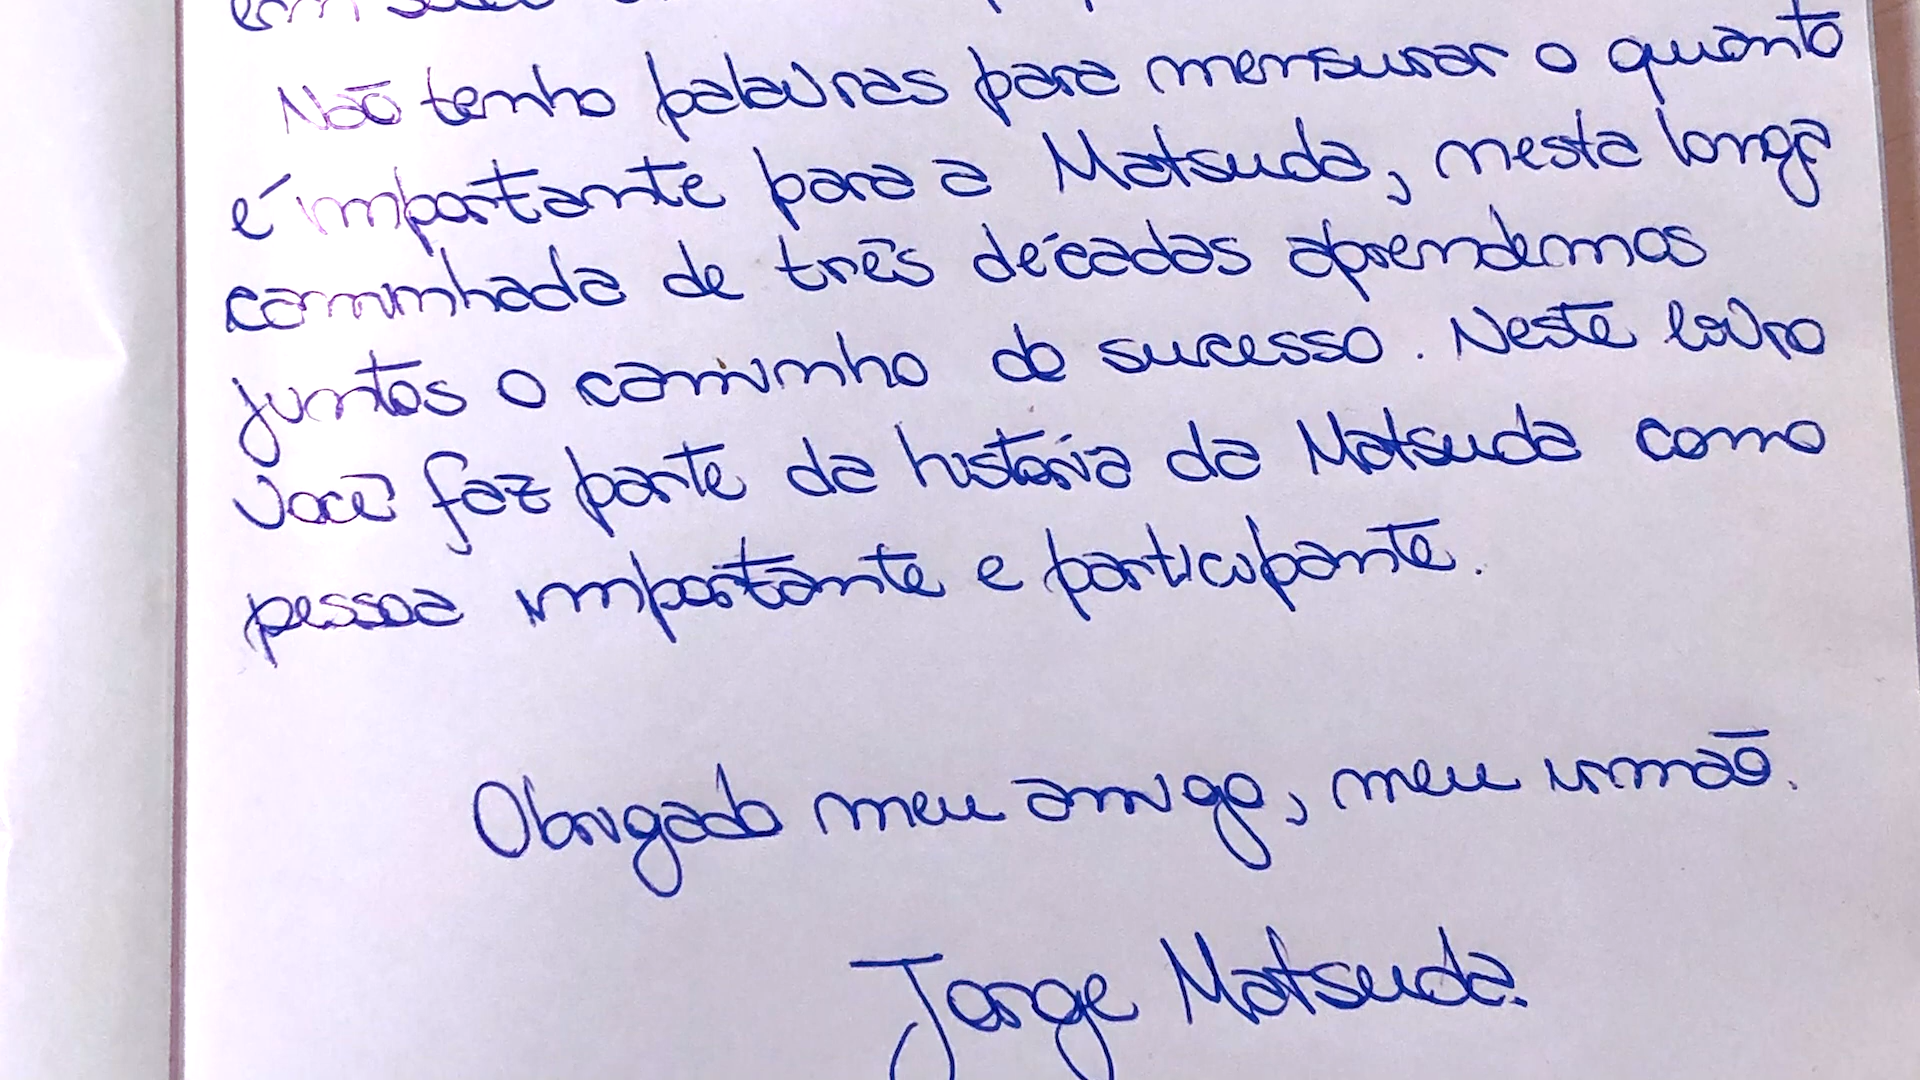 Não tenho palavras para mensurar o quanto
é importante para a Matsuda, nesta longa
caminhada de três décadas aprendemos
juntos o caminho do sucesso. Neste livro
você faz parte da história da Matsuda como
pessoa importante e participante.
Obrigado meu amigo, meu irmão.
Jorge Matsuda.